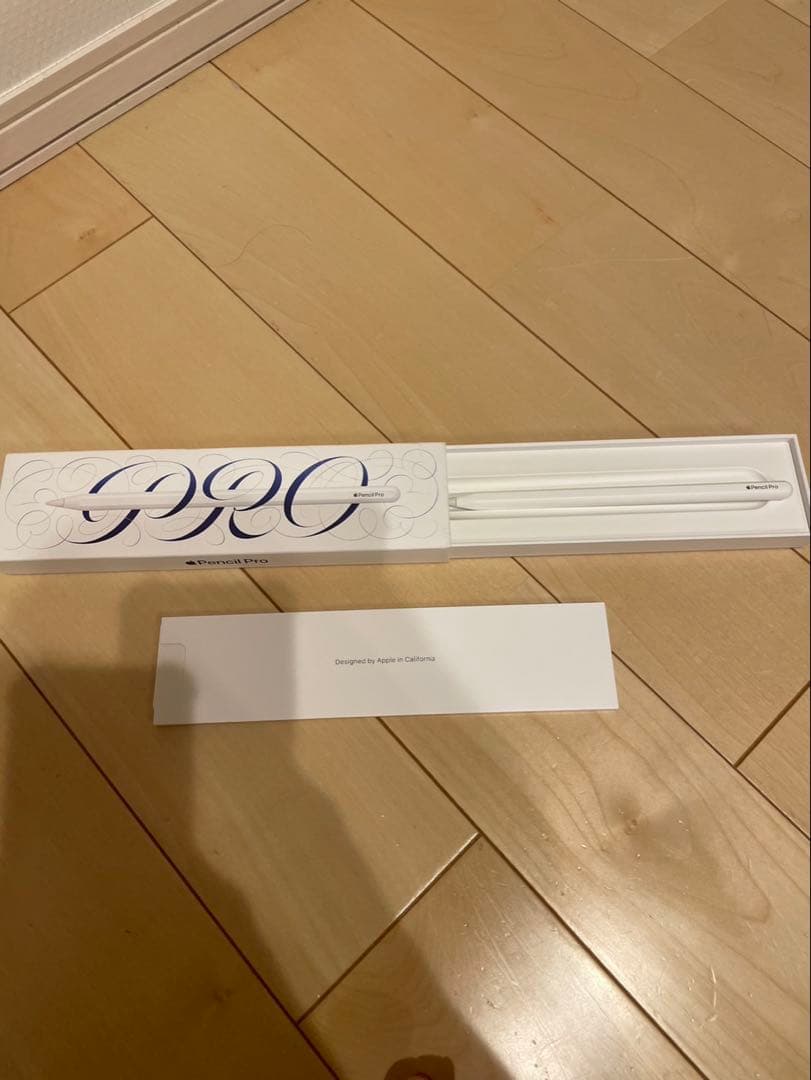 PRO
Pencil Pro
Pencil Pro
Pencil Pro
Designed by Apple in California